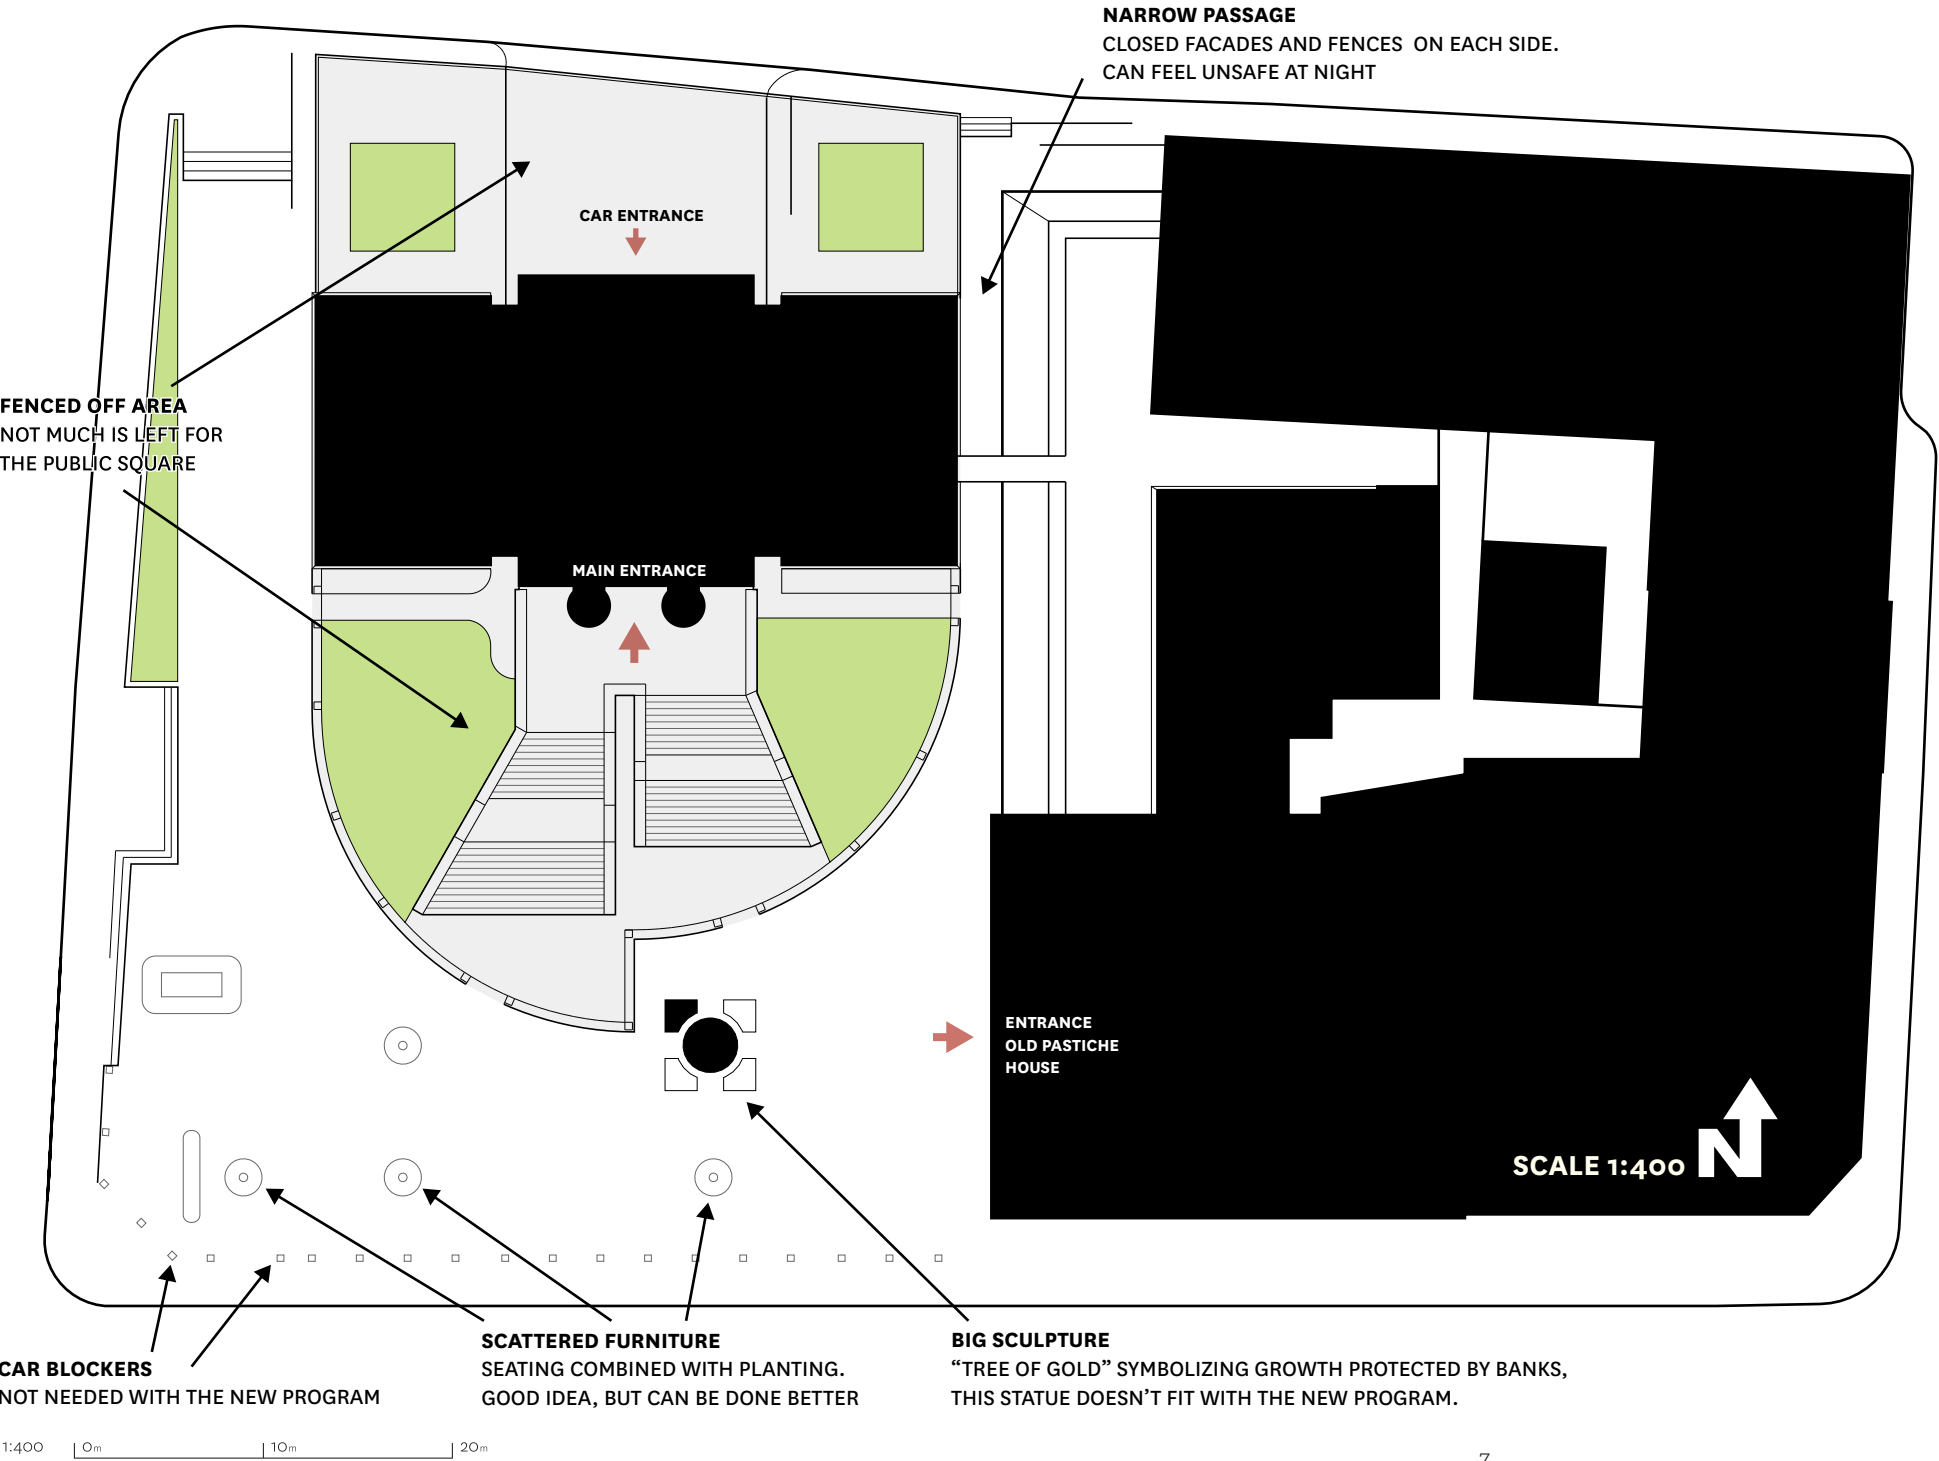 NARROW PASSAGE
CLOSED FACADES AND FENCES ON EACH SIDE.
CAN FEEL UNSAFE AT NIGHT
CAR ENTRANCE
FENCED OFF AREA
NOT MUCH IS LEFT FOR
THE PUBLIC SQUARE
MAIN ENTRANCE
ENTRANCE
OLD PASTICHE
HOUSE
SCALE 1:400 N
CAR BLOCKERS
NOT NEEDED WITH THE NEW PROGRAM
SCATTERED FURNITURE
SEATING COMBINED WITH PLANTING.
GOOD IDEA, BUT CAN BE DONE BETTER
BIG SCULPTURE
“TREE OF GOLD” SYMBOLIZING GROWTH PROTECTED BY BANKS,
THIS STATUE DOESN’T FIT WITH THE NEW PROGRAM.
1:400 0m 10m 20m
7